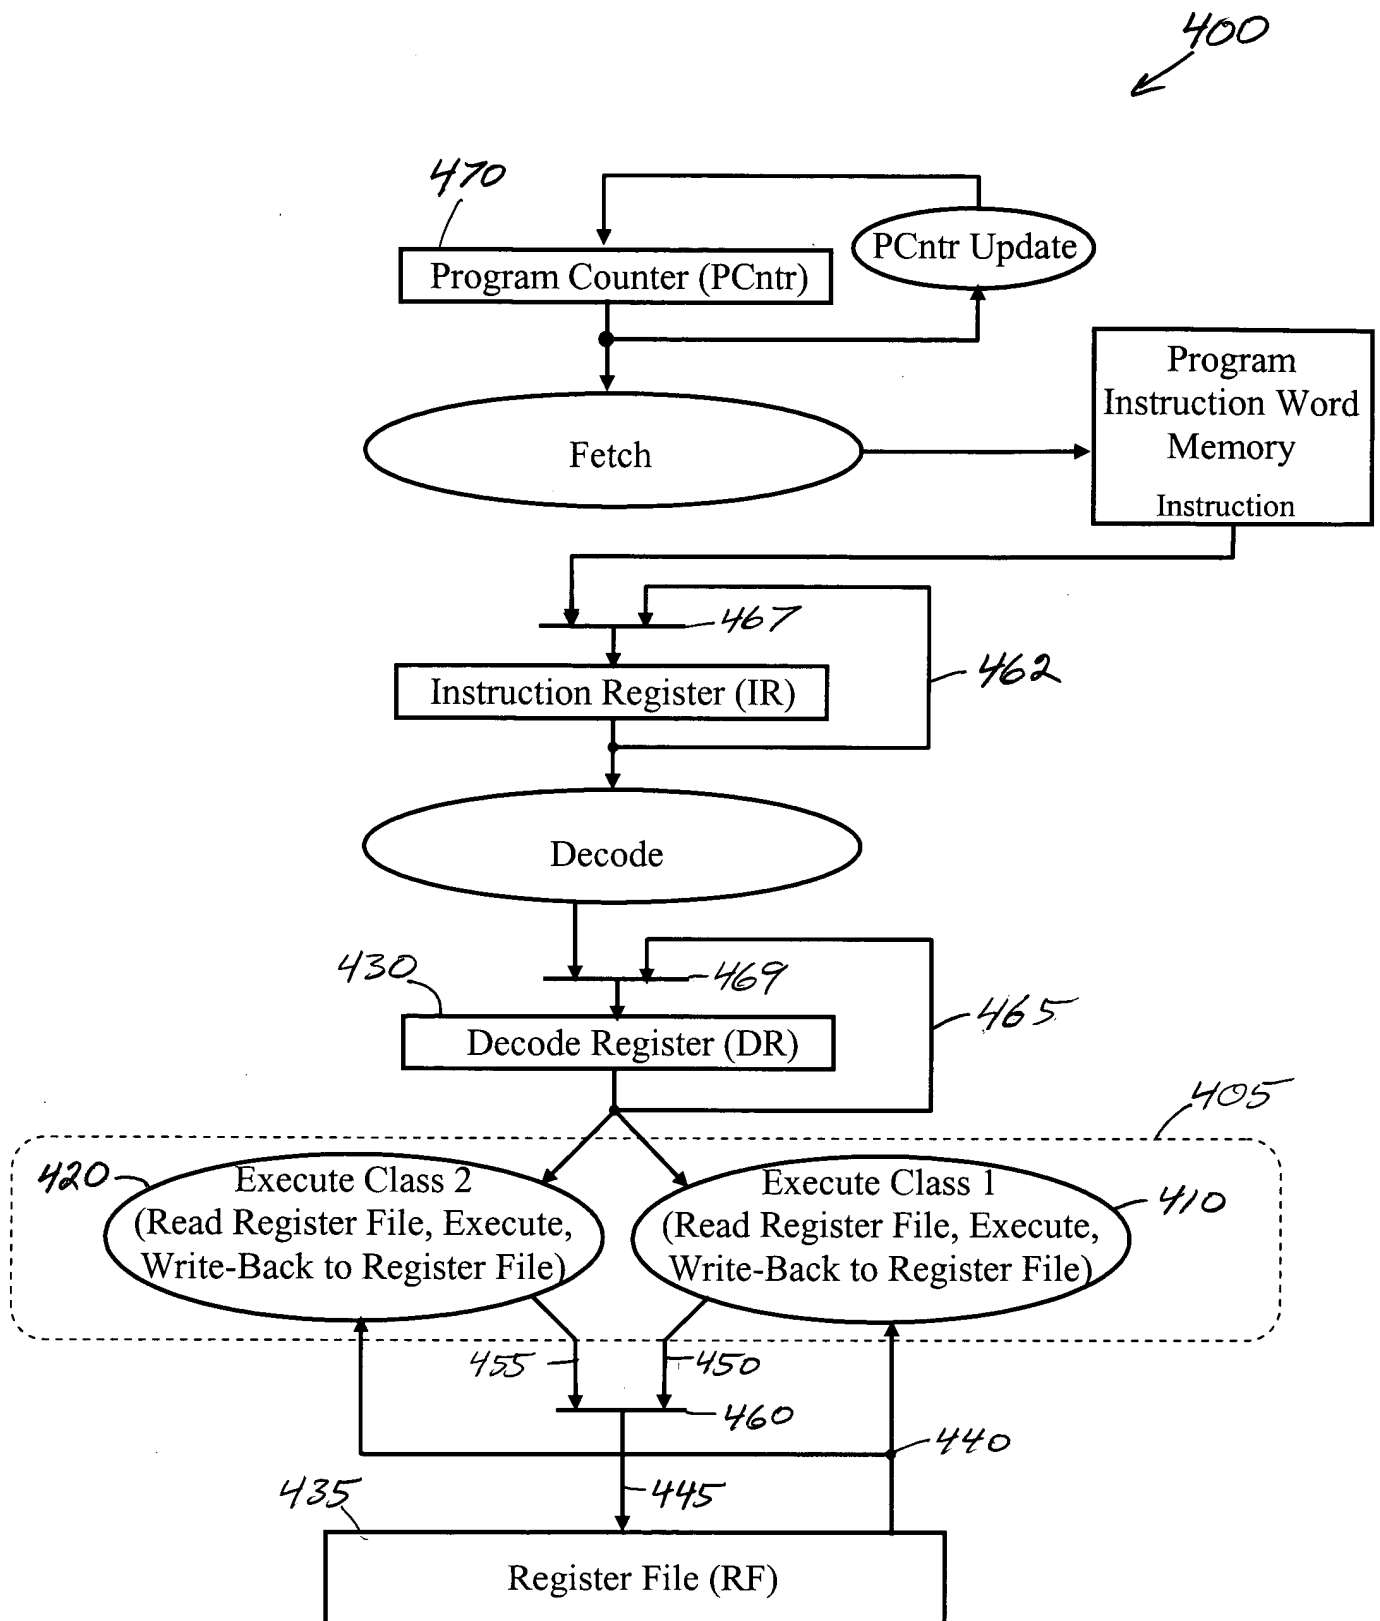 400
470
PCntr Update
Program Counter (PCntr)
Program
Instruction Word
Memory
Instruction
Fetch
467
462
Instruction Register (IR)
Decode
430
469
465
Decode Register (DR)
405
420
Execute Class 2
(Read Register File, Execute,
Write-Back to Register File)
Execute Class 1
(Read Register File, Execute,
Write-Back to Register File)
410
455
450
460
440
435
445
Register File (RF)